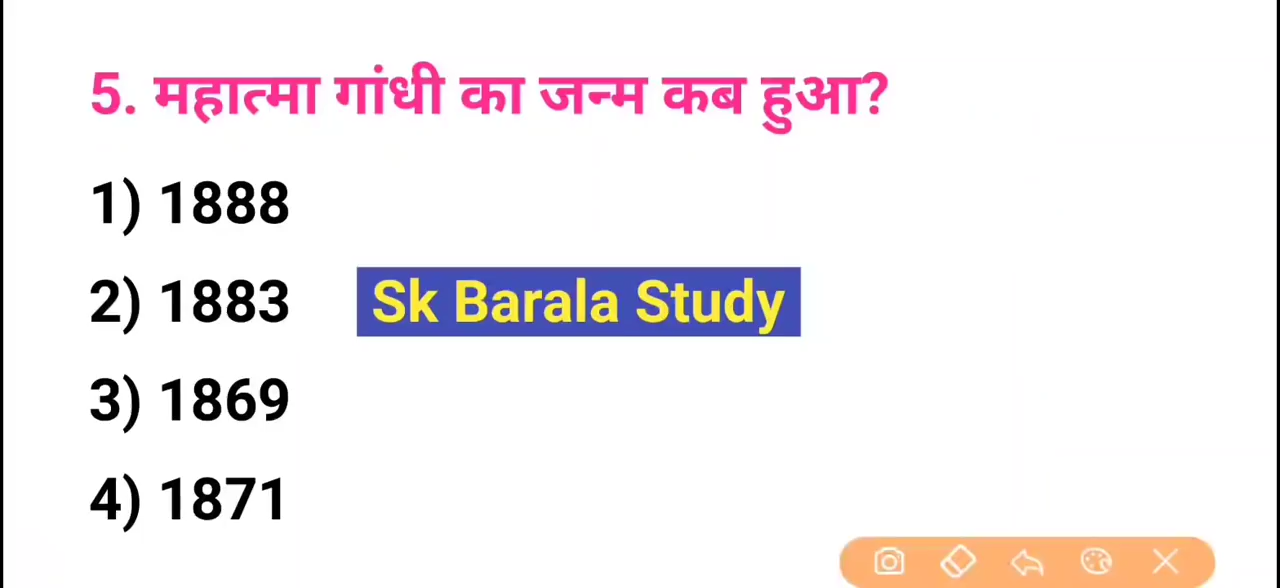 5. महात्मा गांधी का जन्म कब हुआ?
1) 1888
2) 1883
Sk Barala Study
3) 1869
4) 1871